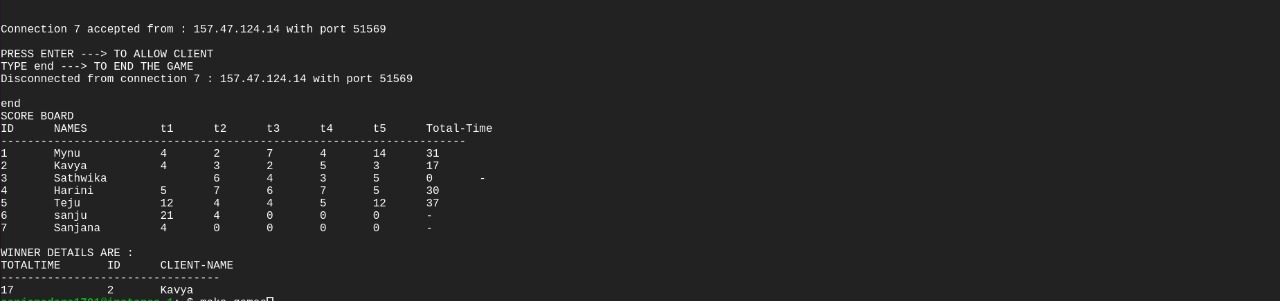 Connection 7 accepted from : 157.47.124.14 with port 51569
PRESS ENTER ---> TO ALLOW CLIENT
TYPE end ---> TO END THE GAME
Disconnected from connection 7 : 157.47.124.14 with port 51569
end
SCORE BOARD
ID NAMES t1 t2 t3 t4 t5 Total-Time
----------------------------------------------------------------------
1 Mynu 4 2 7 4 14 31
2 Kavya 4 3 2 5 3 17
3 Sathwika 6 4 3 5 0 -
4 Harini 5 7 6 7 5 30
5 Teju 12 4 4 5 12 37
6 sanju 21 4 0 0 0 -
7 Sanjana 4 0 0 0 0 -
WINNER DETAILS ARE :
TOTALTIME ID CLIENT-NAME
---------------------------------
17 2 Kavya